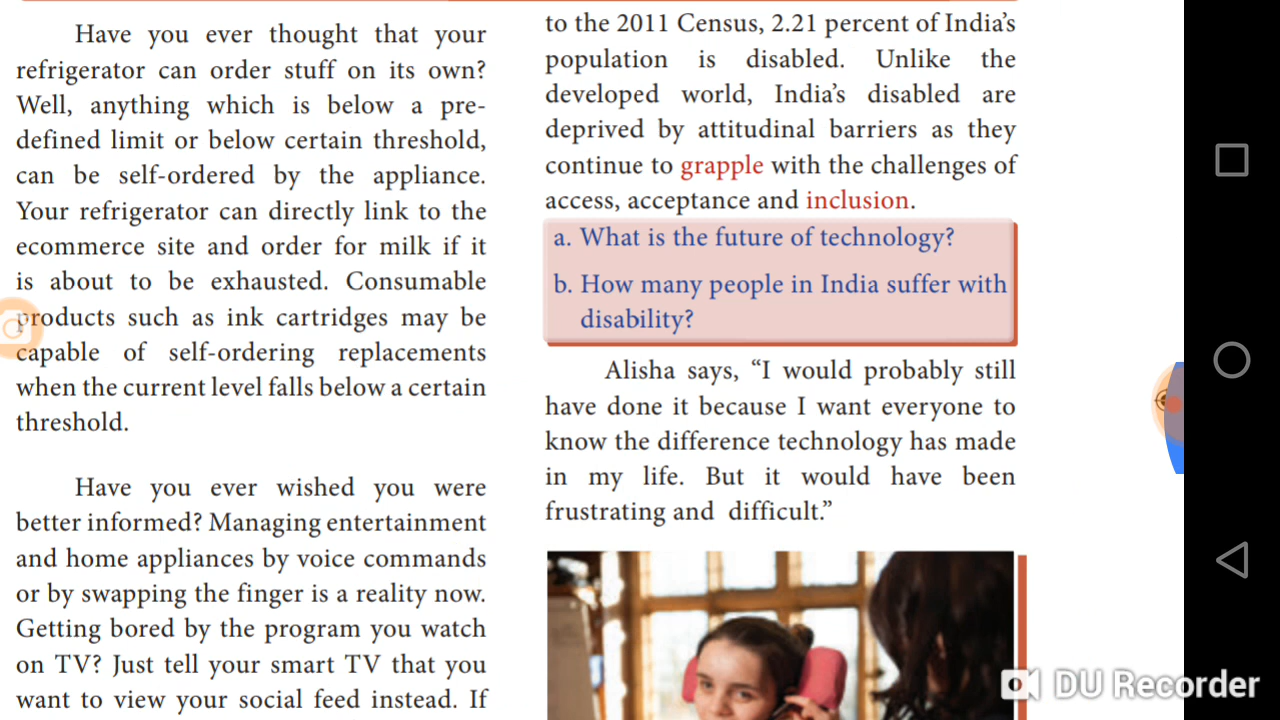 Have you ever thought that your
refrigerator can order stuff on its own?
Well, anything which is below a pre-
defined limit or below certain threshold,
can be self-ordered by the appliance.
Your refrigerator can directly link to the
ecommerce site and order for milk if it
is about to be exhausted. Consumable
products such as ink cartridges may be
capable of self-ordering replacements
when the current level falls below a certain
threshold.
Have you ever wished you were
better informed? Managing entertainment
and home appliances by voice commands
or by swapping the finger is a reality now.
Getting bored by the program you watch
on TV? Just tell your smart TV that you
want to view your social feed instead. If
to the 2011 Census, 2.21 percent of India's
population is disabled. Unlike the
developed world, India's disabled are
deprived by attitudinal barriers as they
continue to grapple with the challenges of
access, acceptance and inclusion.
a. What is the future of technology?
b. How many people in India suffer with
disability?
Alisha says, “I would probably still
have done it because I want everyone to
know the difference technology has made
in my life. But it would have been
frustrating and difficult.”
DU Recorder